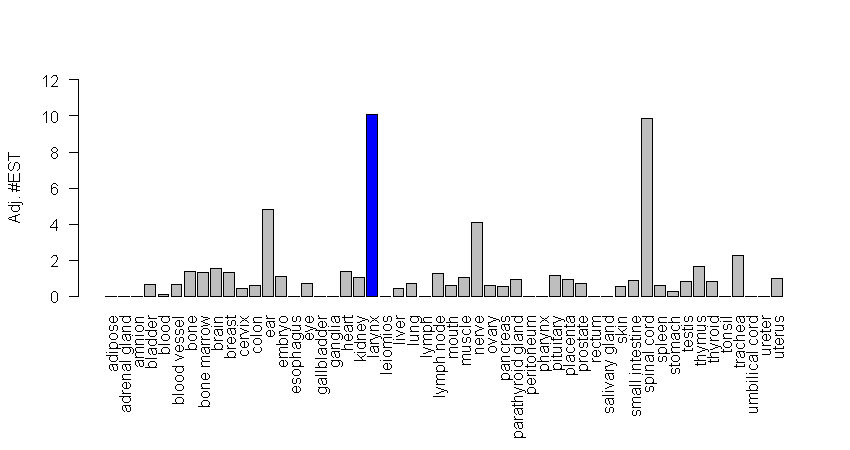 12
10
8
6
4
2
0
Adj. #EST
adipose
adrenal gland
amnion
bladder
blood
blood vessel
bone
bone marrow
brain
breast
cervix
colon
ear
embryo
esophagus
eye
gallbladder
ganglia
heart
kidney
larynx
leiomios
liver
lung
lymph
lymph node
mouth
muscle
nerve
ovary
pancreas
parathyroid gland
peritoneum
pharynx
pituitary
placenta
prostate
rectum
salivary gland
skin
small intestine
spinal cord
spleen
stomach
testis
thymus
thyroid
tonsil
trachea
umbilical cord
ureter
uterus